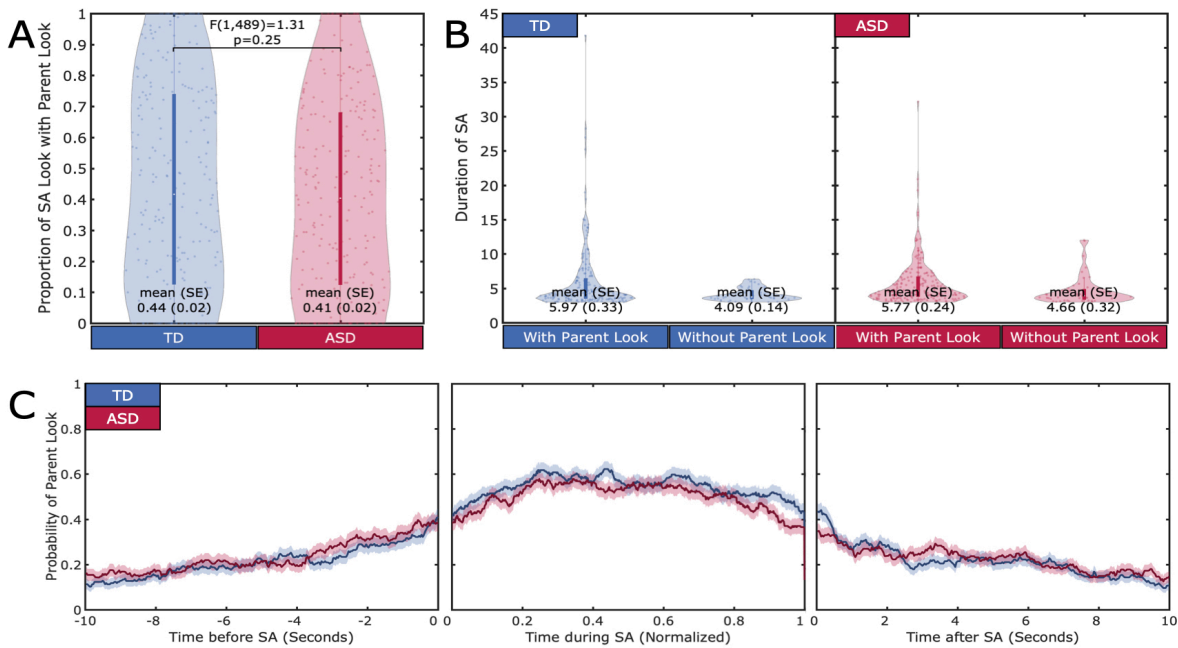 A
F(1,489)=1.31
p=0.25
Proportion of SA Look with Parent Look
1
0.9
0.8
0.7
0.6
0.5
0.4
0.3
0.2
0.1
0
mean (SE)
0.44 (0.02)
mean (SE)
0.41 (0.02)
TD
ASD
B
TD
ASD
Duration of SA
45
40
35
30
25
20
15
10
5
0
mean (SE)
5.97 (0.33)
mean (SE)
4.09 (0.14)
mean (SE)
5.77 (0.24)
mean (SE)
4.66 (0.32)
With Parent Look
Without Parent Look
With Parent Look
Without Parent Look
C
TD
ASD
Probability of Parent Look
1
0.8
0.6
0.4
0.2
0
-10 -8 -6 -4 -2 0
Time before SA (Seconds)
0 0.2 0.4 0.6 0.8 1
Time during SA (Normalized)
0 2 4 6 8 10
Time after SA (Seconds)